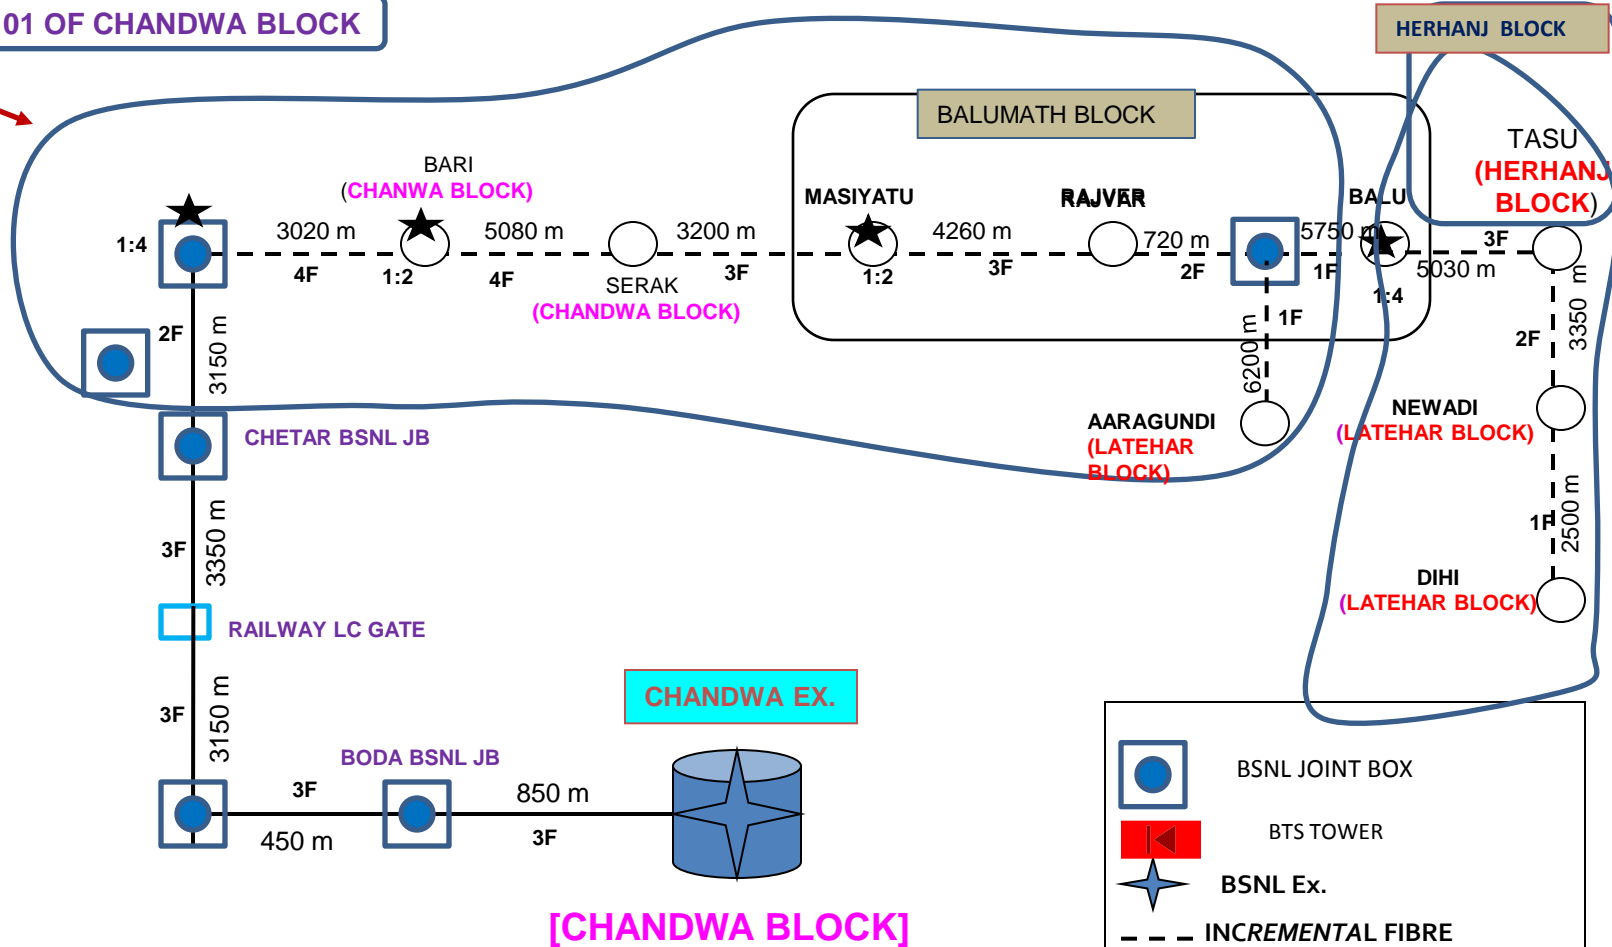 01 OF CHANDWA BLOCK
HERHANJ BLOCK
BALUMATH BLOCK
TASU
(HERHANJ
BLOCK)
BARI
(CHANWA BLOCK)
MASIYATU
RAJVAR
BALU
1:4
3020 m
5080 m
3200 m
4260 m
720 m
5750 m
3F
4F
1:2
4F
3F
1:2
3F
2F
1F
5030 m
1:4
SERAK
(CHANDWA BLOCK)
2F
3150 m
1F
6200 m
2F
3350 m
CHETAR BSNL JB
AARAGUNDI
(LATEHAR
BLOCK)
NEWADI
(LATEHAR BLOCK)
3F
3350 m
1F
2500 m
DIHI
(LATEHAR BLOCK)
RAILWAY LC GATE
3F
3150 m
CHANDWA EX.
BODA BSNL JB
3F
450 m
850 m
3F
[CHANDWA BLOCK]
BSNL JOINT BOX
BTS TOWER
BSNL Ex.
INCREMENTAL FIBRE